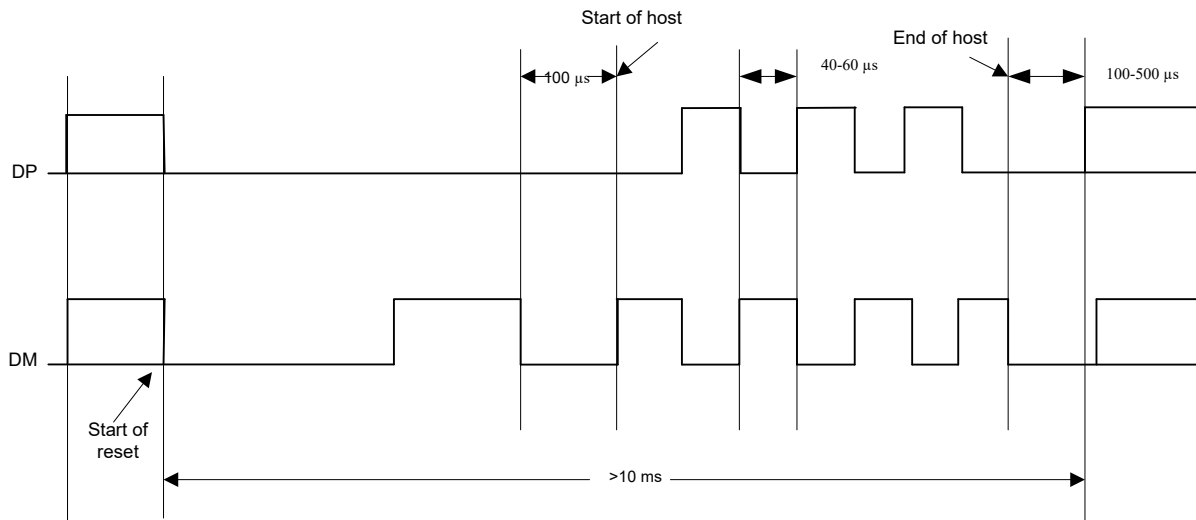 Start of host
End of host
100 µs
40-60 µs
100-500 µs
DP
DM
Start of
reset
>10 ms